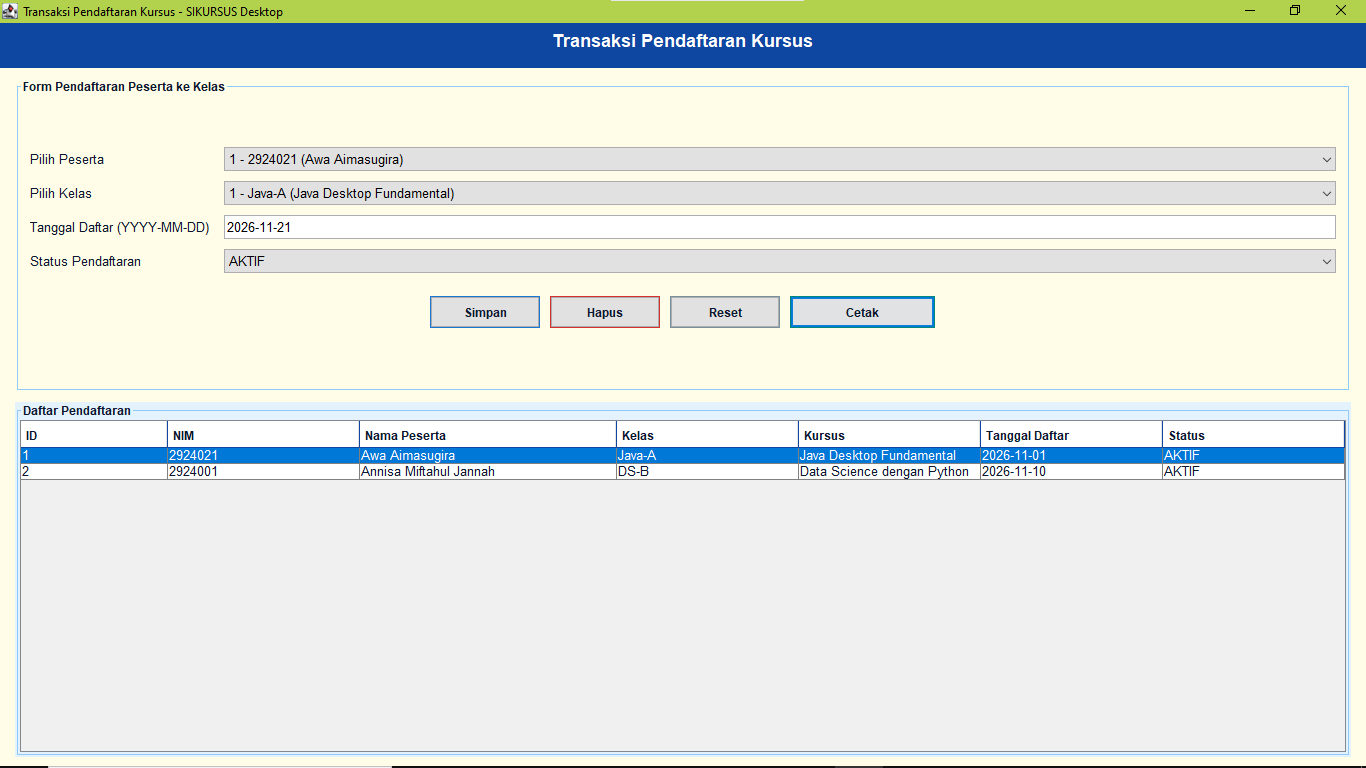 Transaksi Pendaftaran Kursus - SIKURSUS Desktop
Transaksi Pendaftaran Kursus
Form Pendaftaran Peserta ke Kelas
Pilih Peserta 1 - 2924021 (Awa Aimasugira)
Pilih Kelas 1 - Java-A (Java Desktop Fundamental)
Tanggal Daftar (YYYY-MM-DD) 2026-11-21
Status Pendaftaran AKTIF
Simpan Hapus Reset Cetak
Daftar Pendaftaran
ID NIM Nama Peserta Kelas Kursus Tanggal Daftar Status
1 2924021 Awa Aimasugira Java-A Java Desktop Fundamental 2026-11-01 AKTIF
2 2924001 Annisa Miftahul Jannah DS-B Data Science dengan Python 2026-11-10 AKTIF